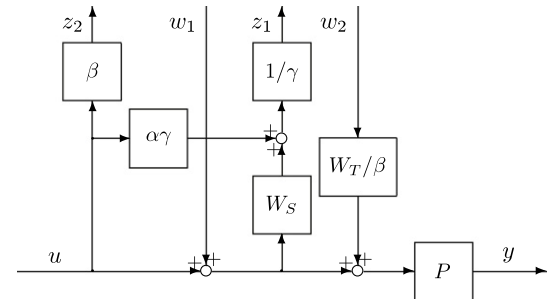 z₂ w₁ z₁ w₂
β 1/γ
+ αγ
+ W_T/β
W_S
u + + + + P y